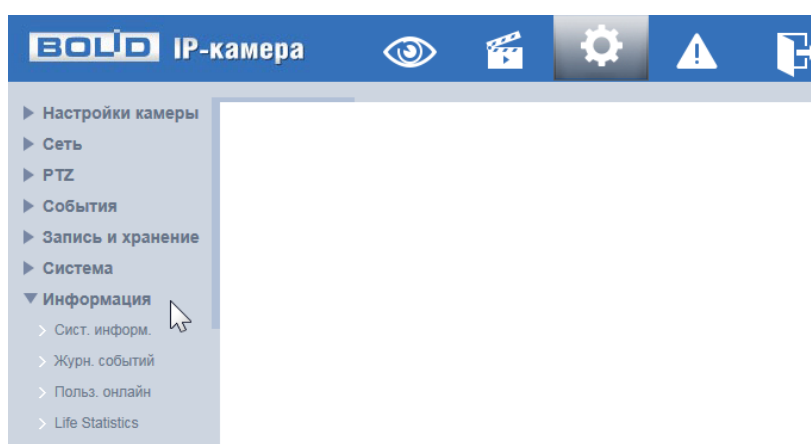 BOLID IP-камера
Настройки камеры
Сеть
PTZ
События
Запись и хранение
Система
Информация
Сист. информ.
Журн. событий
Польз. онлайн
Life Statistics